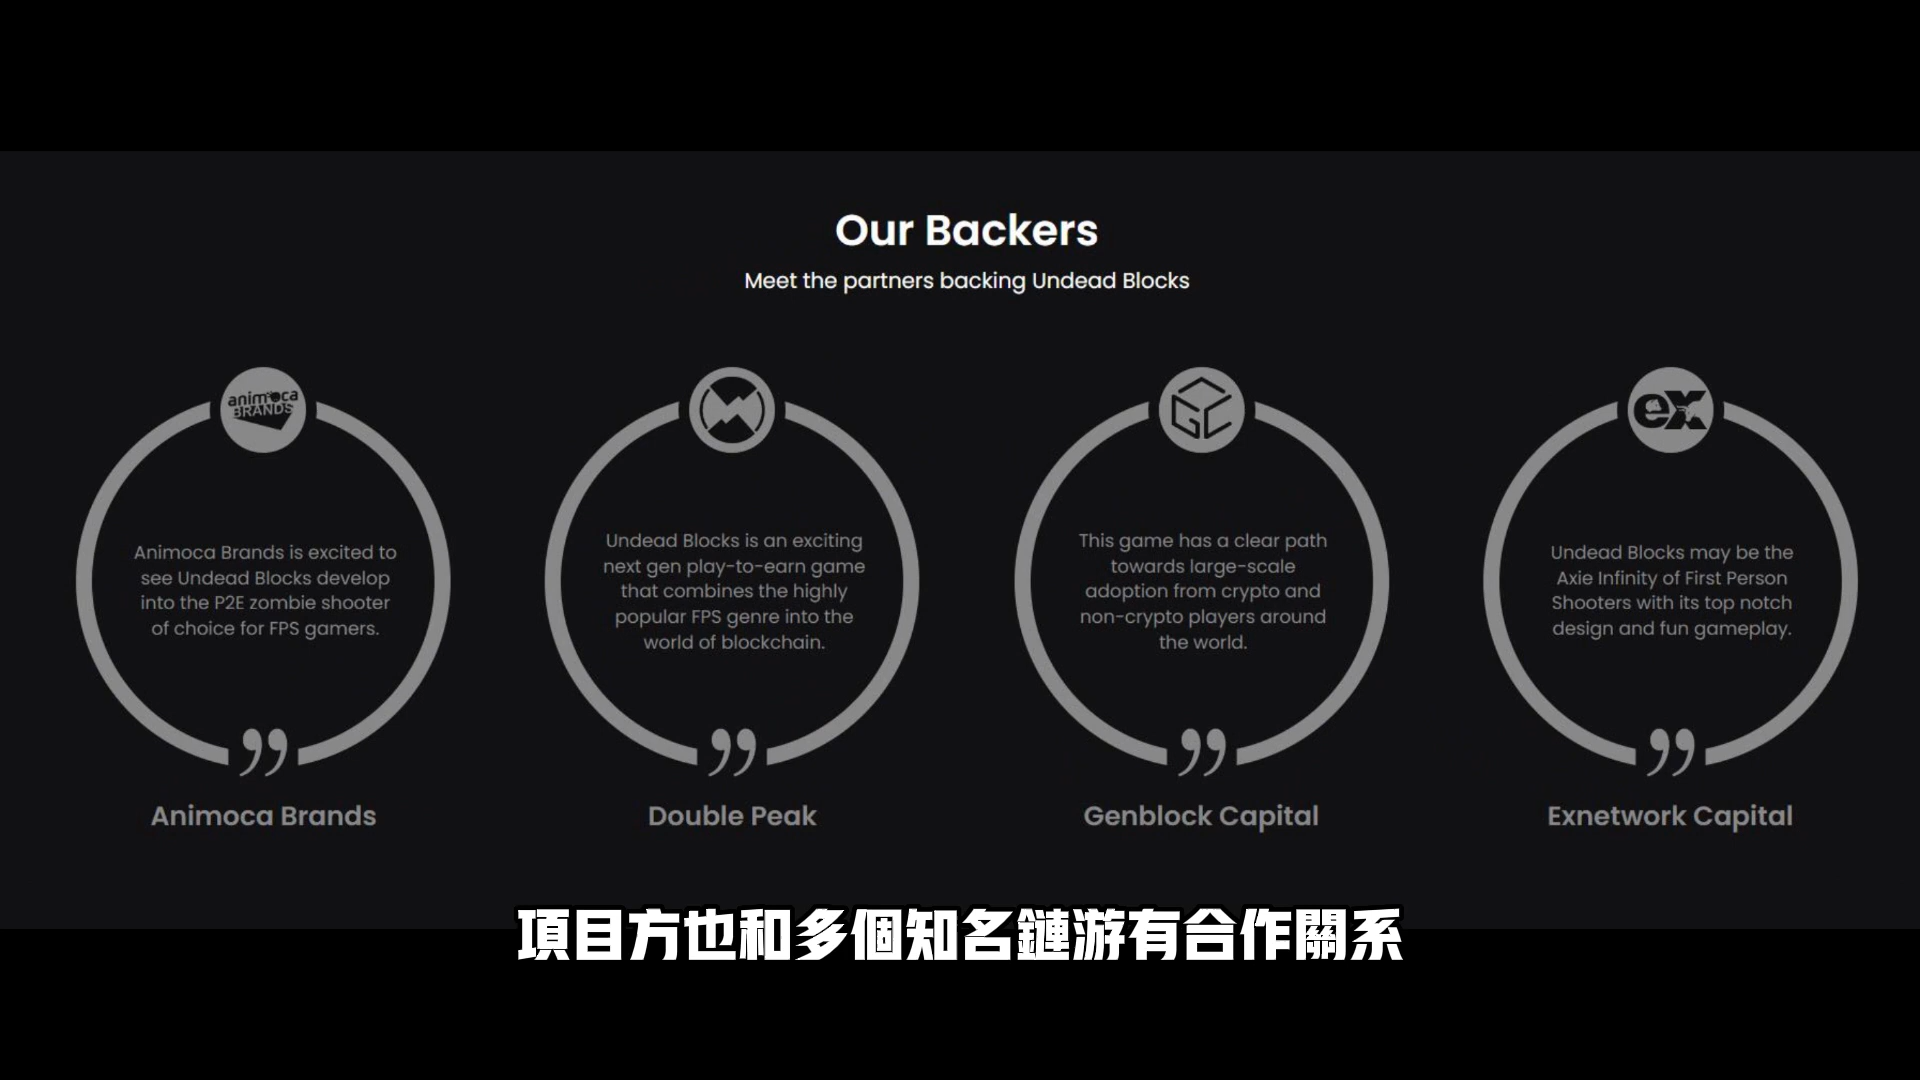 Our Backers
Meet the partners backing Undead Blocks
animoca
BRANDS
Animoca Brands is excited to
see Undead Blocks develop
into the P2E zombie shooter
of choice for FPS gamers.
”
Animoca Brands
Undead Blocks is an exciting
next gen play-to-earn game
that combines the highly
popular FPS genre into the
world of blockchain.
”
Double Peak
GC
This game has a clear path
towards large-scale
adoption from crypto and
non-crypto players around
the world.
”
Genblock Capital
ex
Undead Blocks may be the
Axie Infinity of First Person
Shooters with its top notch
design and fun gameplay.
”
Exnetwork Capital
項目方也和多個知名鏈游有合作關系